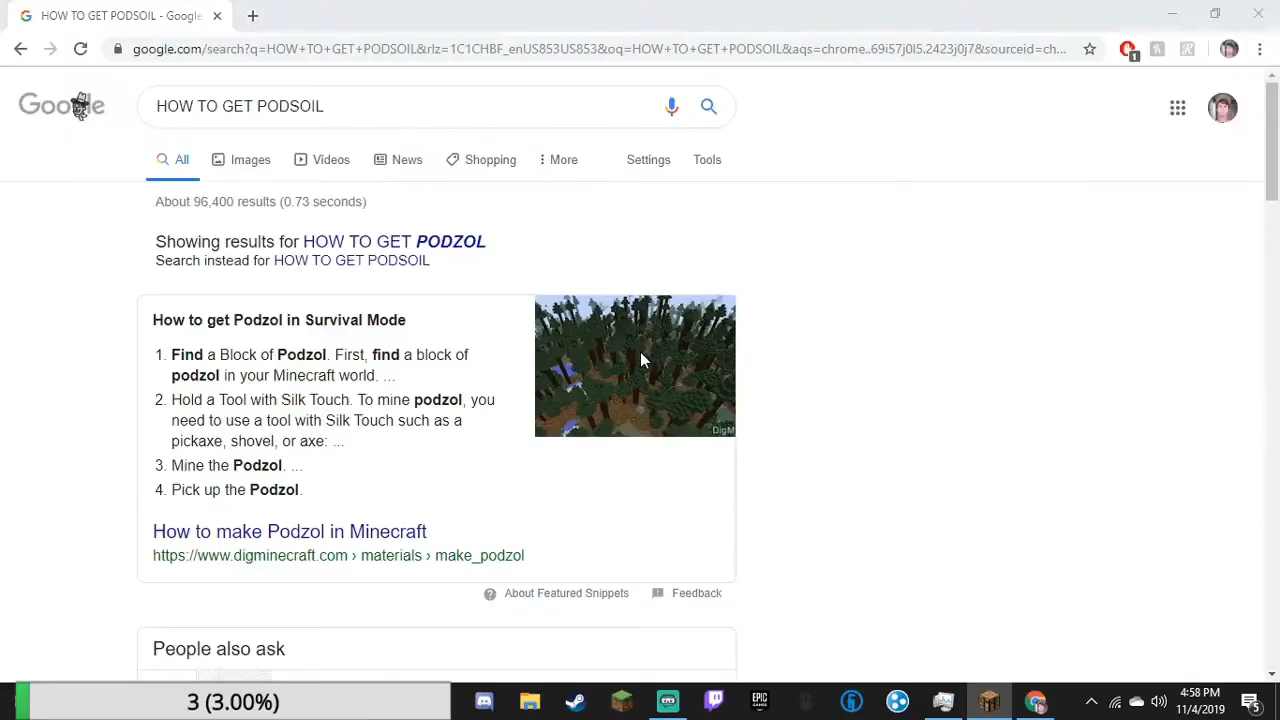 HOW TO GET PODSOIL - Google
google.com/search?q=HOW+TO+GET+PODSOIL&rlz=1C1CHBF_enUS853US853&oq=HOW+TO+GET+PODSOIL&aqs=chrome..69i57j0l5.2423j0j7&sourceid=ch...
1
Google
HOW TO GET PODSOIL
All
Images
Videos
News
Shopping
More
Settings
Tools
About 96,400 results (0.73 seconds)
Showing results for HOW TO GET PODZOL
Search instead for HOW TO GET PODSOIL
How to get Podzol in Survival Mode
1. Find a Block of Podzol. First, find a block of
podzol in your Minecraft world. ...
2. Hold a Tool with Silk Touch. To mine podzol, you
need to use a tool with Silk Touch such as a
pickaxe, shovel, or axe: ...
3. Mine the Podzol. ...
4. Pick up the Podzol.
DigM
How to make Podzol in Minecraft
https://www.digminecraft.com › materials › make_podzol
About Featured Snippets
Feedback
People also ask
3 (3.00%)
EPIC
GAMES
4:58 PM
11/4/2019
5